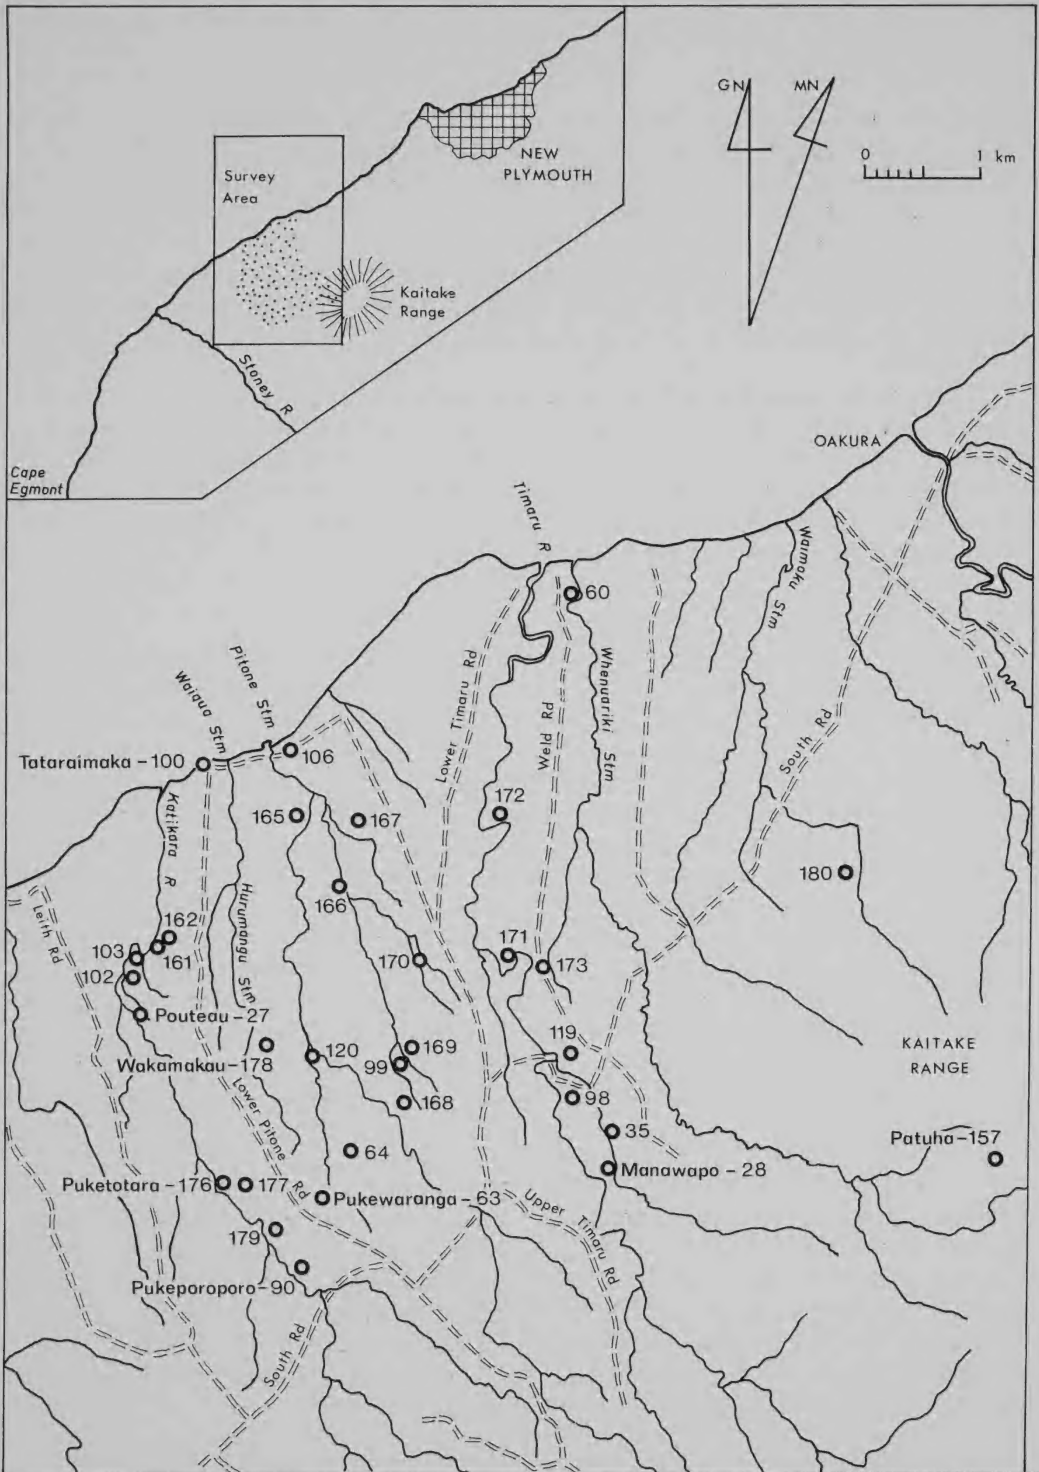 GN
MN
0 1 km
NEW
PLYMOUTH
Survey
Area
Kaitake
Range
Stoney R
Cape
Egmont
OAKURA
Timaru R
Waimaku Stm
60
Pitone Stm
Waiaua Stm
Lower Timaru Rd
Weld Rd
Whenuariki Stm
South Rd
Tataraimaka - 100
106
Katikara R
165
167
172
180
166
Hurumangu Stm
Leith Rd
162
103
161
102
170
171
173
Pouteau - 27
Wakamakau - 178
120
169
99
119
KAITAKE
RANGE
Lower Pitone
Rd
168
98
35
Patuha - 157
64
Manawapo - 28
Puketotara - 176
177
Pukewaranga - 63
Upper Timaru Rd
179
Pukeporoporo - 90
South Rd